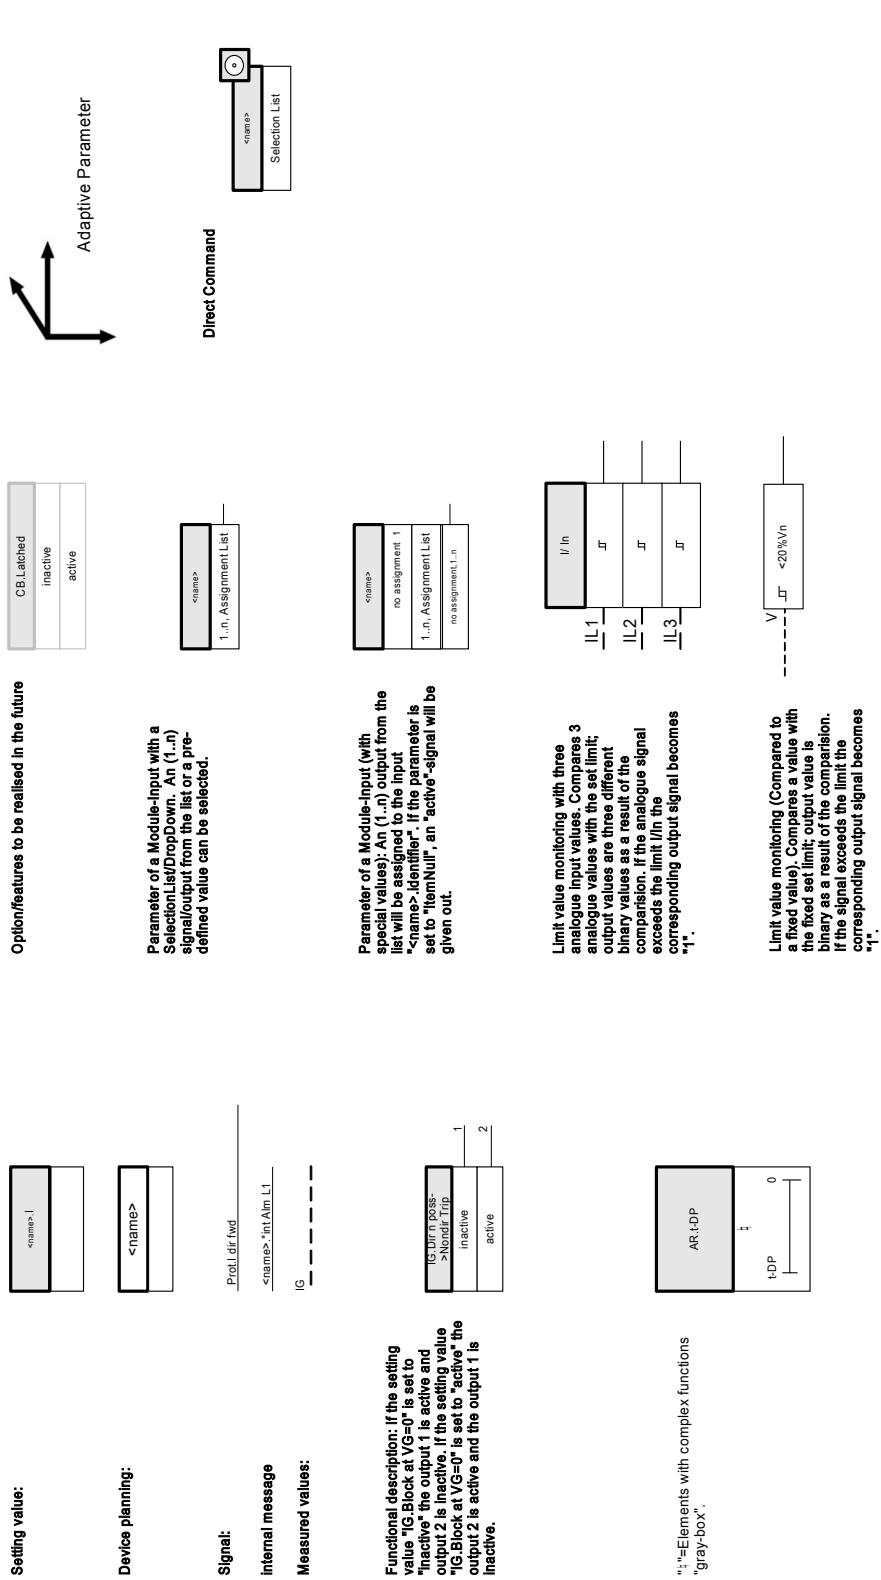 Setting value:
<name>.I
Device planning:
<name>
Signal:
Prot.I dir fwd
internal message
<name>.*int Alm L1
Measured values:
IG
Functional description: If the setting
value "IG.Block at VG=0" is set to
"inactive" the output 1 is active and
output 2 is inactive. If the setting value
"IG.Block at VG=0" is set to "active" the
output 2 is active and the output 1 is
inactive.
IG.Dir n poss-
>Nondir Trip
inactive
active
1
2
"♮"=Elements with complex functions
"gray-box".
AR.t-DP
♮
t-DP
0
Option/features to be realised in the future
CB.Latched
inactive
active
Parameter of a Module-Input with a
SelectionList/DropDown. An (1..n)
signal/output from the list or a pre-
defined value can be selected.
<name>
1..n, Assignment List
Parameter of a Module-Input (with
special values): An (1..n) output from the
list will be assigned to the input
"<name>.identifier". If the parameter is
set to "ItemNull", an "active"-signal will be
given out.
<name>
no assignment 1
1..n, Assignment List
no assignment,1..n
Limit value monitoring with three
analogue input values. Compares 3
analogue values with the set limit;
output values are three different
binary values as a result of the
comparision. If the analogue signal
exceeds the limit I/In the
corresponding output signal becomes
"1".
I/ In
IL1
IL2
IL3
Limit value monitoring (Compared to
a fixed value). Compares a value with
the fixed set limit; output value is
binary as a result of the comparision.
If the signal exceeds the limit the
corresponding output signal becomes
"1".
V
<20%Vn
Adaptive Parameter
Direct Command
<name>
Selection List